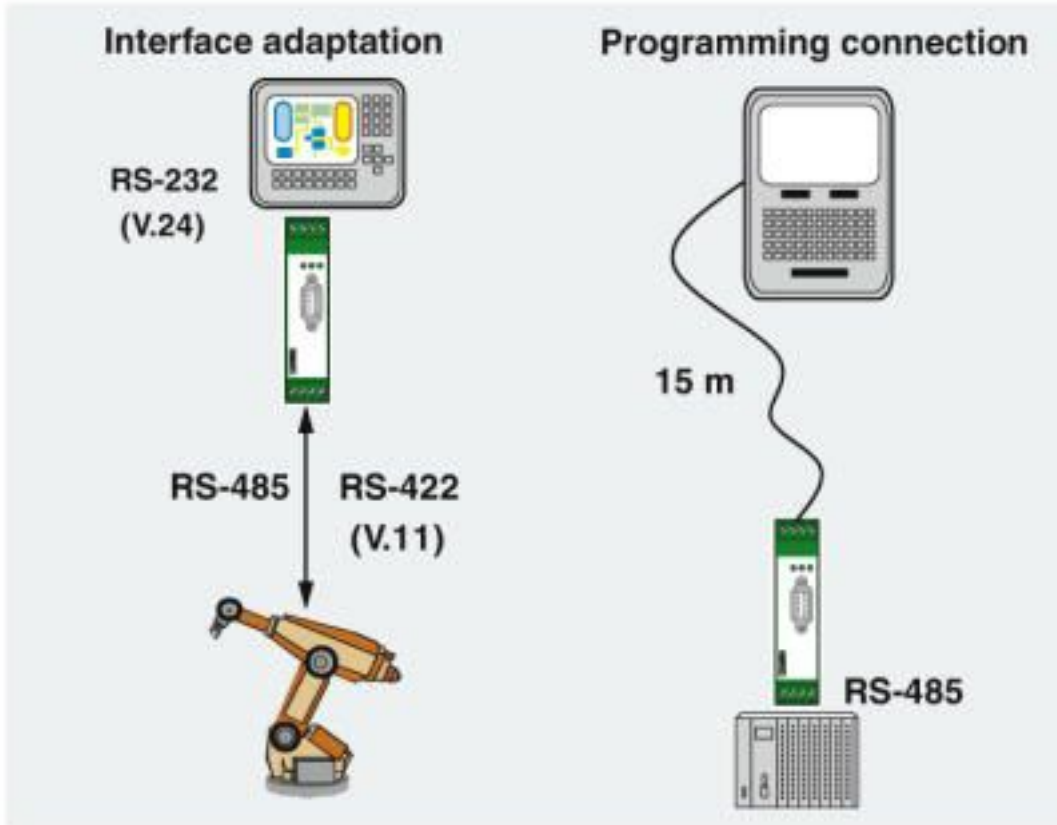 Interface adaptation
RS-232
(V.24)
RS-485
RS-422
(V.11)
Programming connection
15 m
RS-485